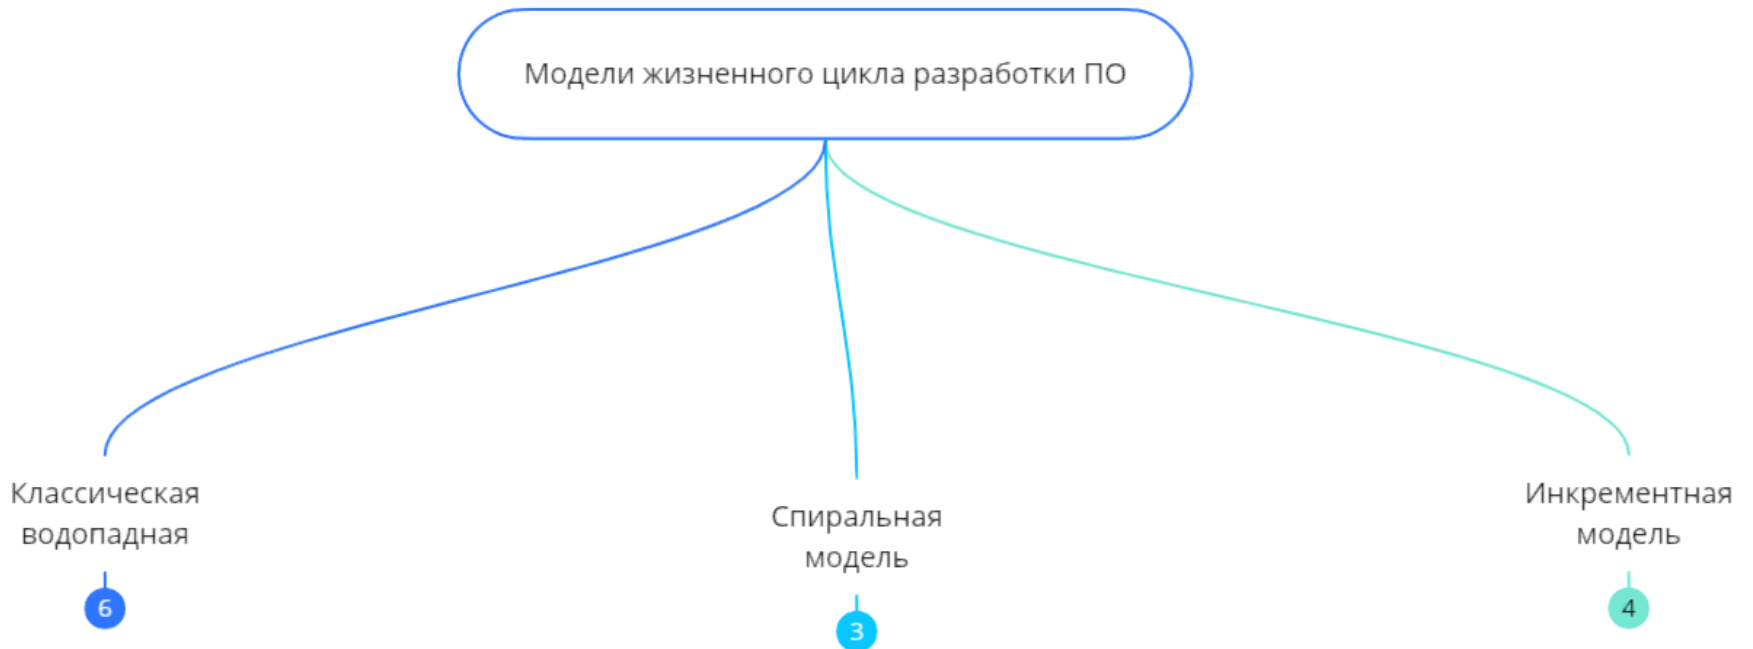 Модели жизненного цикла разработки ПО
Классическая
водопадная
6
Спиральная
модель
3
Инкрементная
модель
4